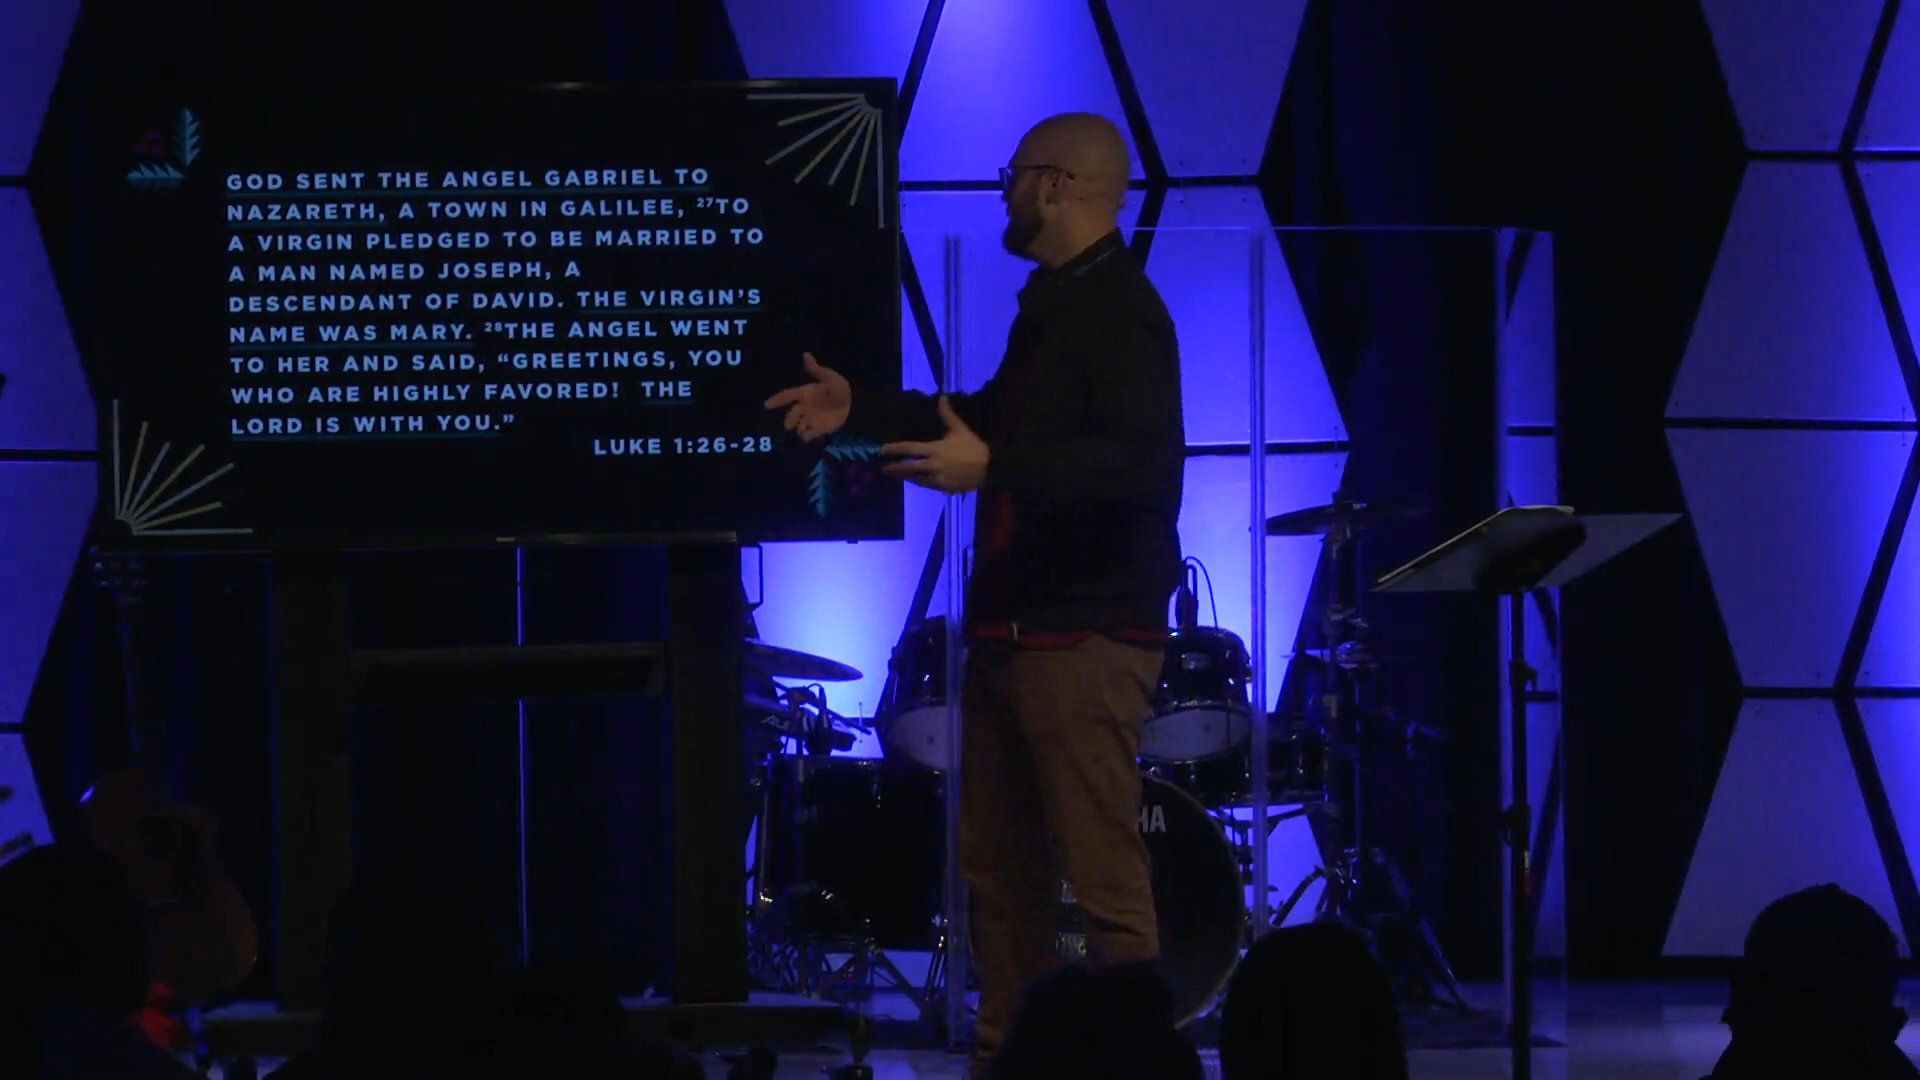 GOD SENT THE ANGEL GABRIEL TO
NAZARETH, A TOWN IN GALILEE, ²⁷TO
A VIRGIN PLEDGED TO BE MARRIED TO
A MAN NAMED JOSEPH, A
DESCENDANT OF DAVID. THE VIRGIN’S
NAME WAS MARY. ²⁸THE ANGEL WENT
TO HER AND SAID, “GREETINGS, YOU
WHO ARE HIGHLY FAVORED! THE
LORD IS WITH YOU.”
LUKE 1:26-28
HA